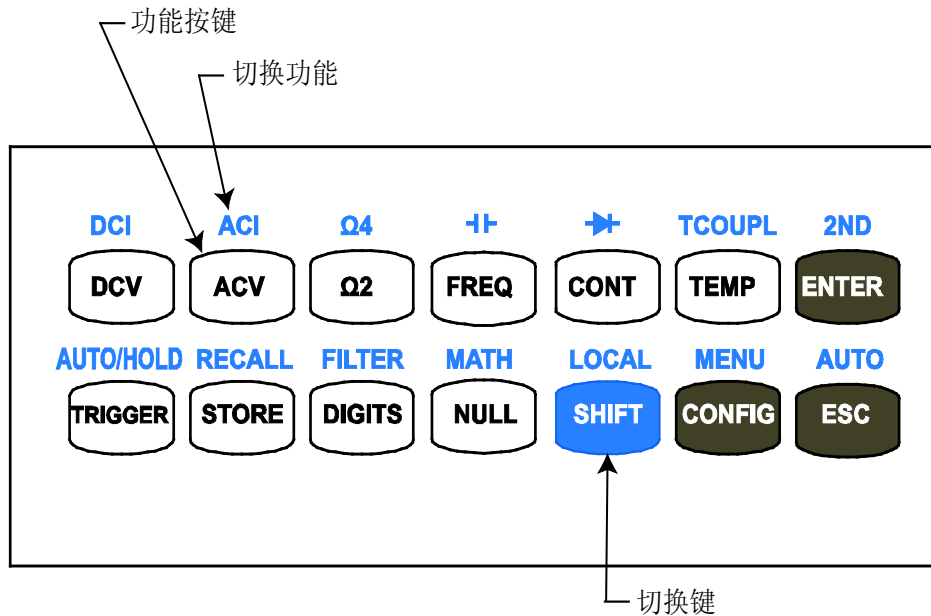 功能按键
切换功能
DCI ACI Ω4 TCOUPL 2ND
DCV ACV Ω2 FREQ CONT TEMP ENTER
AUTO/HOLD RECALL FILTER MATH LOCAL MENU AUTO
TRIGGER STORE DIGITS NULL SHIFT CONFIG ESC
切换键